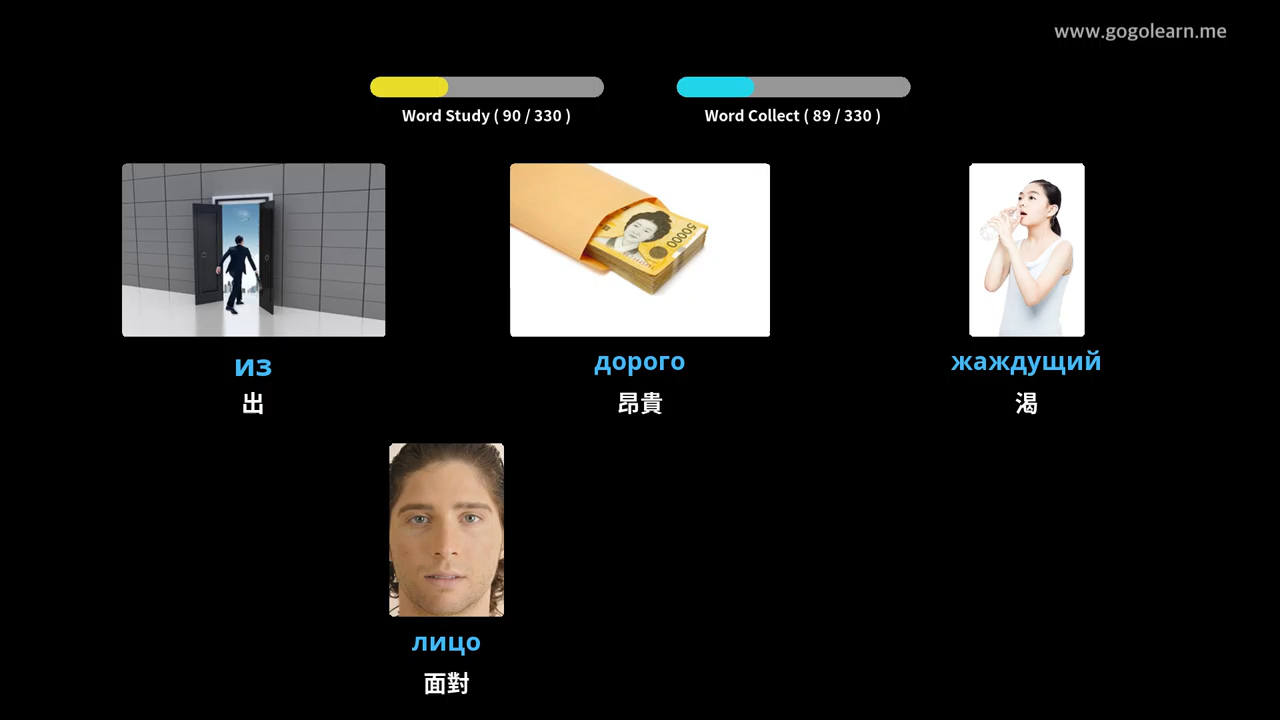 www.gogolearn.me
Word Study ( 90 / 330 )
Word Collect ( 89 / 330 )
50000
из
дорого
жаждущий
出
昂貴
渴
лицо
面對